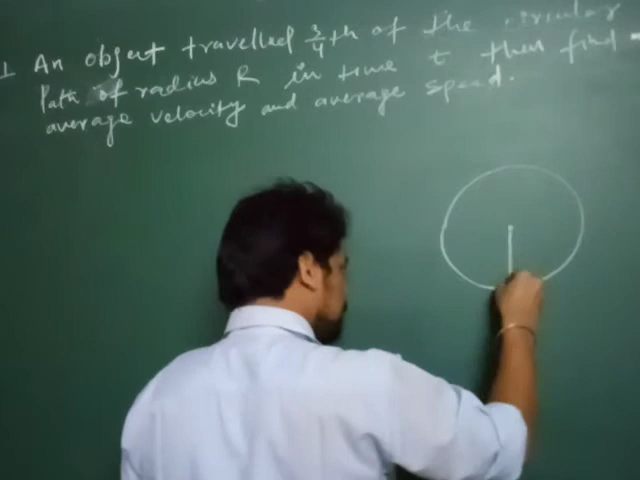 1 An object travelled 3/4th of the circular
Path of radius R in time t then find -
average velocity and average speed.